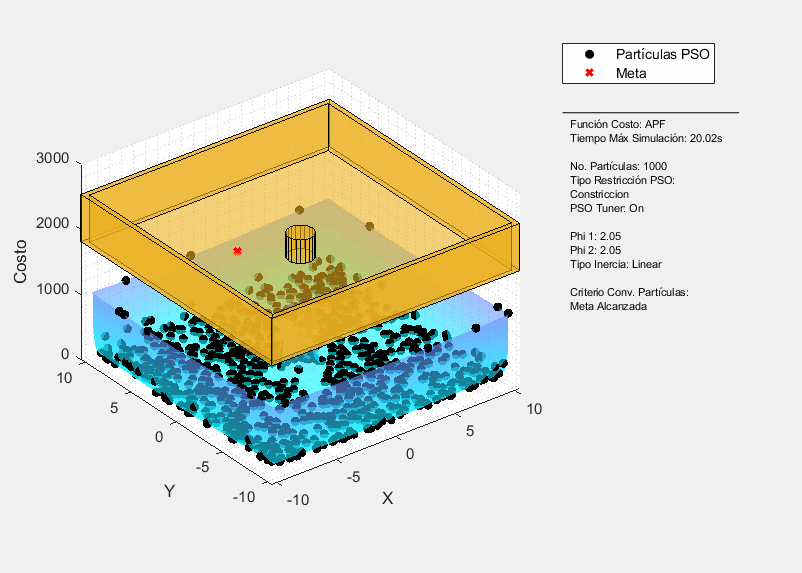 Partículas PSO
Meta
Función Costo: APF
Tiempo Máx Simulación: 20.02s
No. Partículas: 1000
Tipo Restricción PSO:
Constriccion
PSO Tuner: On
Phi 1: 2.05
Phi 2: 2.05
Tipo Inercia: Linear
Criterio Conv. Partículas:
Meta Alcanzada
Costo
3000
2000
1000
0
10
5
0
-5
-10
Y
-10
-5
0
5
10
X